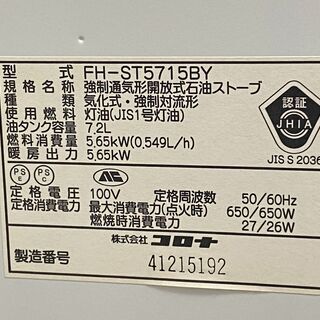 型 式 FH-ST5715BY
規格名称 強制通気形開放式石油ストーブ
種類 気化式・強制対流形
使用燃料 灯油(JIS1号灯油)
油タンク容量 7.2L
燃料消費量 5.65kW(0.549L/h)
暖房出力 5.65kW
認証
JHIA
JIS S 2036
PS E
PS C
定格電圧 100V 定格周波数 50/60Hz
定格消費電力 最大消費電力(点火時) 650/650W
燃焼時消費電力 27/26W
株式会社 コロナ
製造番号 41215192